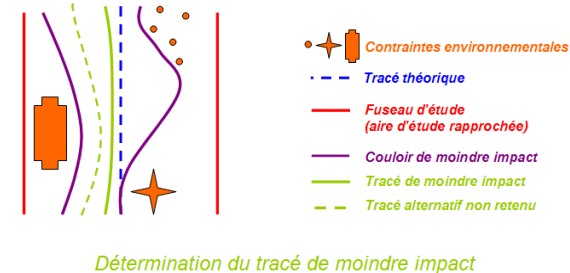 Contraintes environnementales
Tracé théorique
Fuseau d'étude
(aire d'étude rapprochée)
Couloir de moindre impact
Tracé de moindre impact
Tracé alternatif non retenu
Détermination du tracé de moindre impact